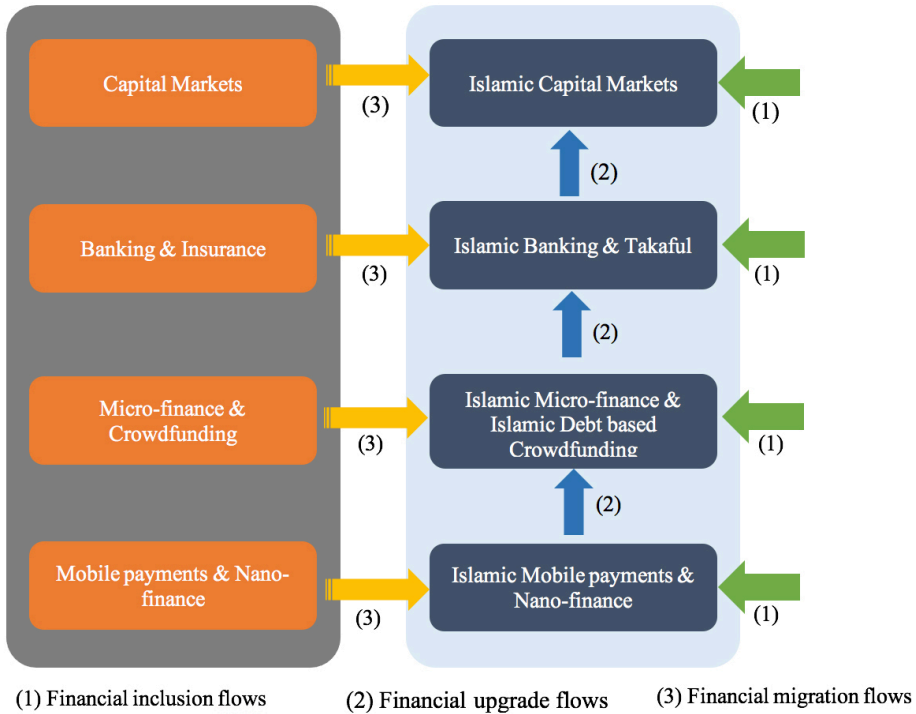 Capital Markets
(3)
Islamic Capital Markets
(1)
(2)
Banking & Insurance
(3)
Islamic Banking & Takaful
(1)
(2)
Micro-finance &
Crowdfunding
(3)
Islamic Micro-finance &
Islamic Debt based
Crowdfunding
(1)
(2)
Mobile payments & Nano-
finance
(3)
Islamic Mobile payments &
Nano-finance
(1)
(1) Financial inclusion flows
(2) Financial upgrade flows
(3) Financial migration flows